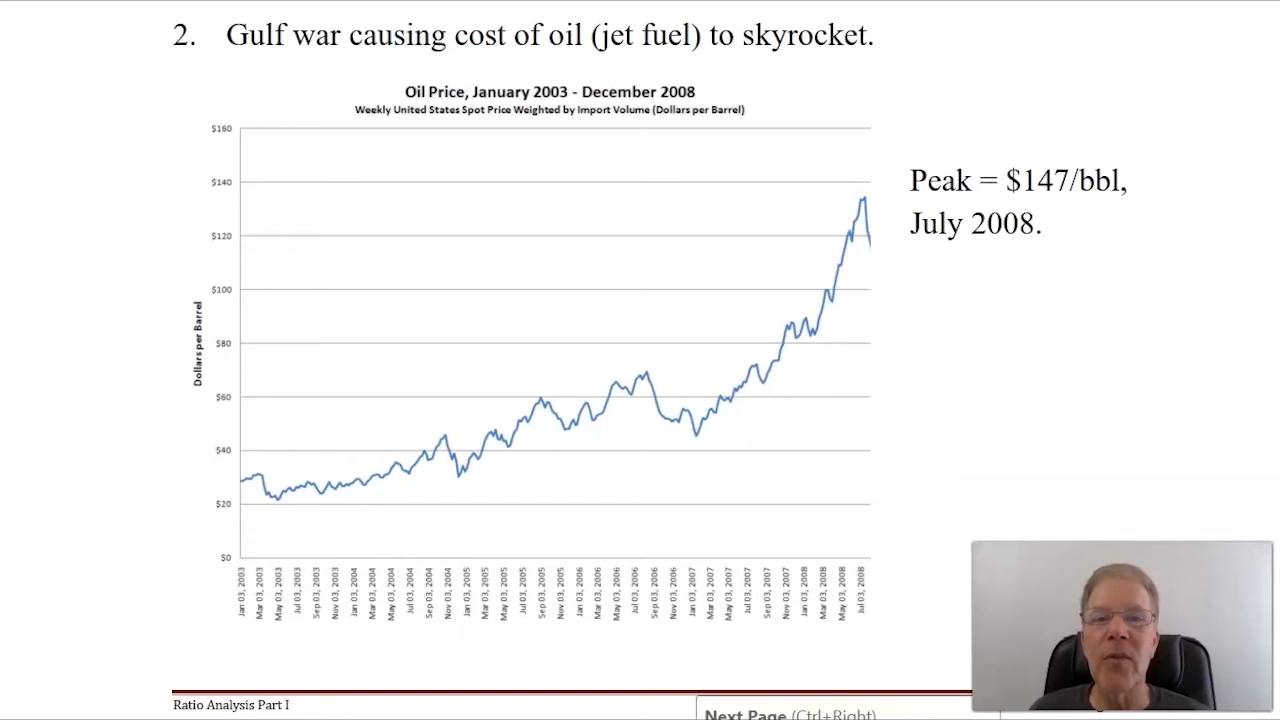 2. Gulf war causing cost of oil (jet fuel) to skyrocket.
Oil Price, January 2003 - December 2008
Weekly United States Spot Price Weighted by Import Volume (Dollars per Barrel)
$160
$140
$120
$100
$80
$60
$40
$20
$0
Dollars per Barrel
Jan 03, 2003
Mar 03, 2003
May 03, 2003
Jul 03, 2003
Sep 03, 2003
Nov 03, 2003
Jan 03, 2004
Mar 03, 2004
May 03, 2004
Jul 03, 2004
Sep 03, 2004
Nov 03, 2004
Jan 03, 2005
Mar 03, 2005
May 03, 2005
Jul 03, 2005
Sep 03, 2005
Nov 03, 2005
Jan 03, 2006
Mar 03, 2006
May 03, 2006
Jul 03, 2006
Sep 03, 2006
Nov 03, 2006
Jan 03, 2007
Mar 03, 2007
May 03, 2007
Jul 03, 2007
Sep 03, 2007
Nov 03, 2007
Jan 03, 2008
Mar 03, 2008
May 03, 2008
Jul 03, 2008
Peak = $147/bbl,
July 2008.
Ratio Analysis Part I
Next Page (Ctrl+Right)